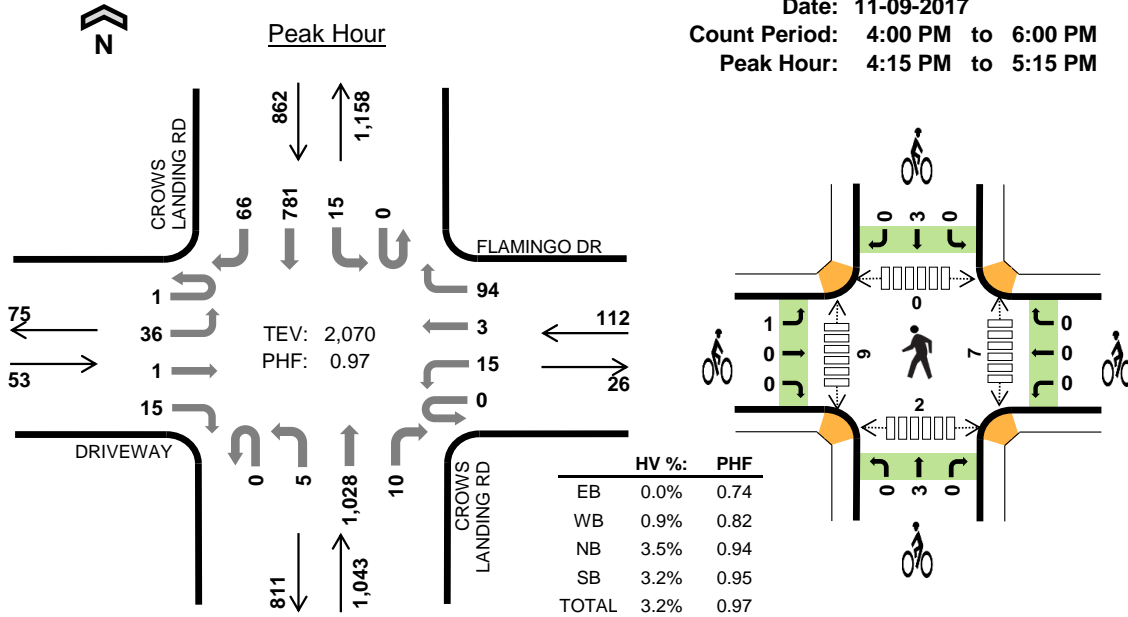 Date: 11-09-2017
Count Period: 4:00 PM to 6:00 PM
Peak Hour: 4:15 PM to 5:15 PM
N
Peak Hour
862
1,158
CROWS
LANDING RD
66
781
15
0
FLAMINGO DR
1
36
1
15
94
3
15
0
75
53
112
26
TEV: 2,070
PHF: 0.97
DRIVEWAY
0
5
1,028
10
CROWS
LANDING RD
811
1,043
HV %: PHF
EB 0.0% 0.74
WB 0.9% 0.82
NB 3.5% 0.94
SB 3.2% 0.95
TOTAL 3.2% 0.97
0 3 0
0
1
0
0
9
7
0
0
0
2
0 3 0